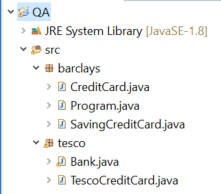 QA
JRE System Library [JavaSE-1.8]
src
barclays
CreditCard.java
Program.java
SavingCreditCard.java
tesco
Bank.java
TescoCreditCard.java